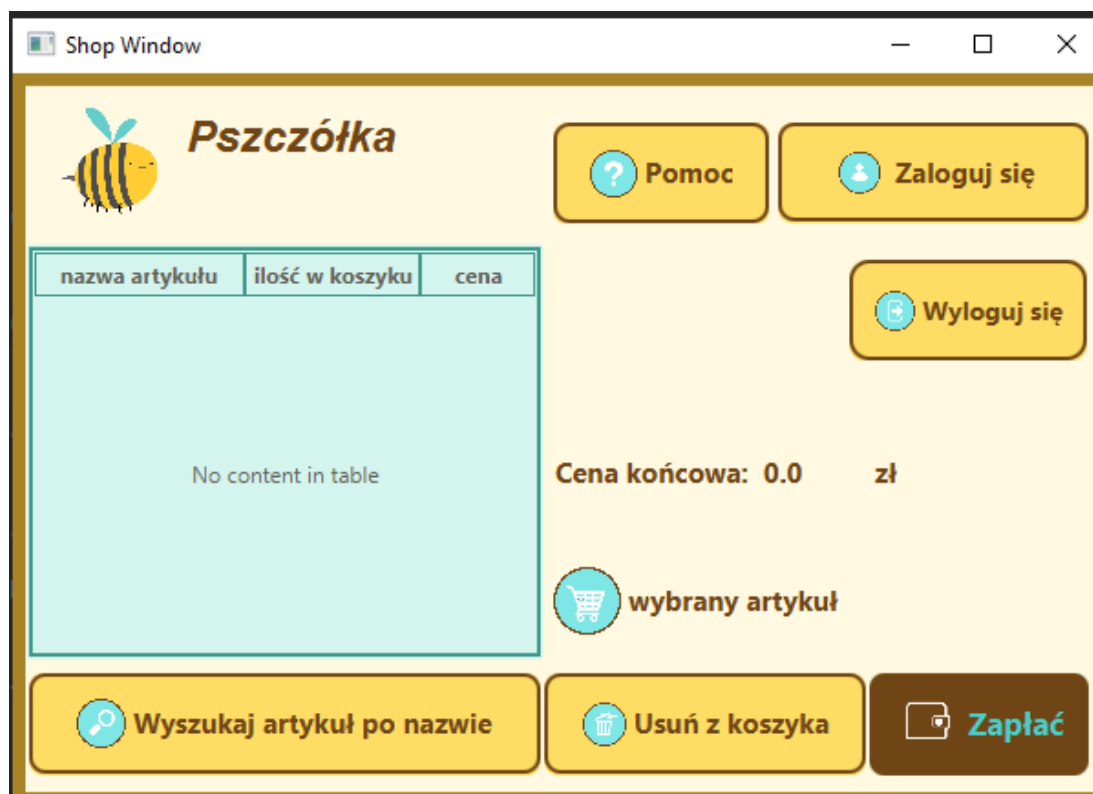 Shop Window
Pszczółka
Pomoc
Zaloguj się
nazwa artykułu
ilość w koszyku
cena
Wyloguj się
No content in table
Cena końcowa: 0.0 zł
wybrany artykuł
Wyszukaj artykuł po nazwie
Usuń z koszyka
Zapłać